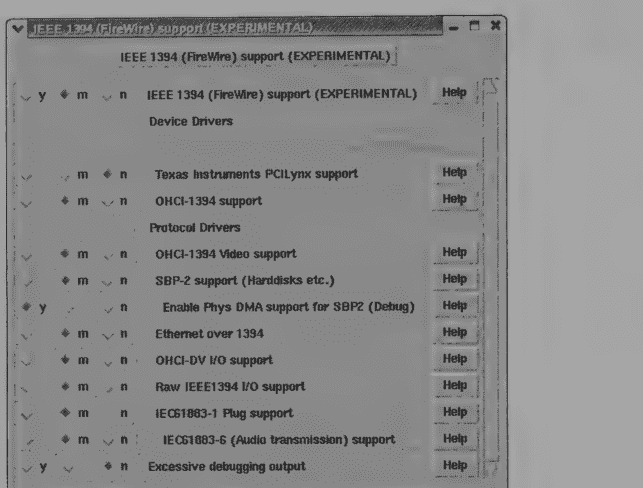 IEEE 1394 (FireWire) support (EXPERIMENTAL)
IEEE 1394 (FireWire) support (EXPERIMENTAL)
y m n IEEE 1394 (FireWire) support (EXPERIMENTAL) Help
Device Drivers
m n Texas Instruments PCILynx support Help
m n OHCI-1394 support Help
Protocol Drivers
m n OHCI-1394 Video support Help
m n SBP-2 support (Harddisks etc.) Help
y n Enable Phys DMA support for SBP2 (Debug) Help
m n Ethernet over 1394 Help
m n OHCI-DV I/O support Help
m n Raw IEEE1394 I/O support Help
m n IEC61883-1 Plug support Help
m n IEC61883-6 (Audio transmission) support Help
y n Excessive debugging output Help